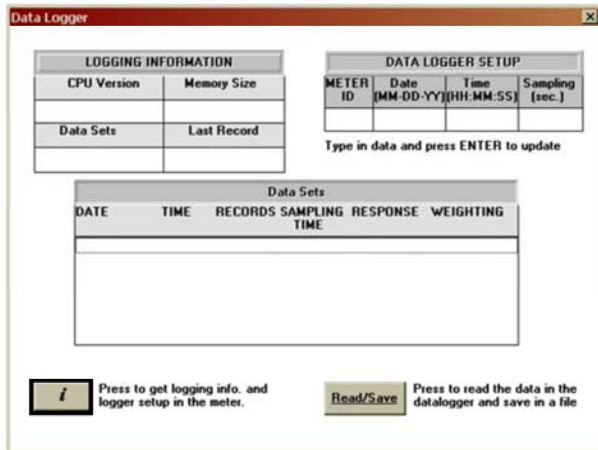 Data Logger
LOGGING INFORMATION
CPU Version Memory Size
Data Sets Last Record
DATA LOGGER SETUP
METER ID Date (MM-DD-YY) Time (HH:MM:SS) Sampling (sec.)
Type in data and press ENTER to update
Data Sets
DATE TIME RECORDS SAMPLING TIME RESPONSE WEIGHTING
i
Press to get logging info. and
logger setup in the meter.
Read/Save
Press to read the data in the
datalogger and save in a file